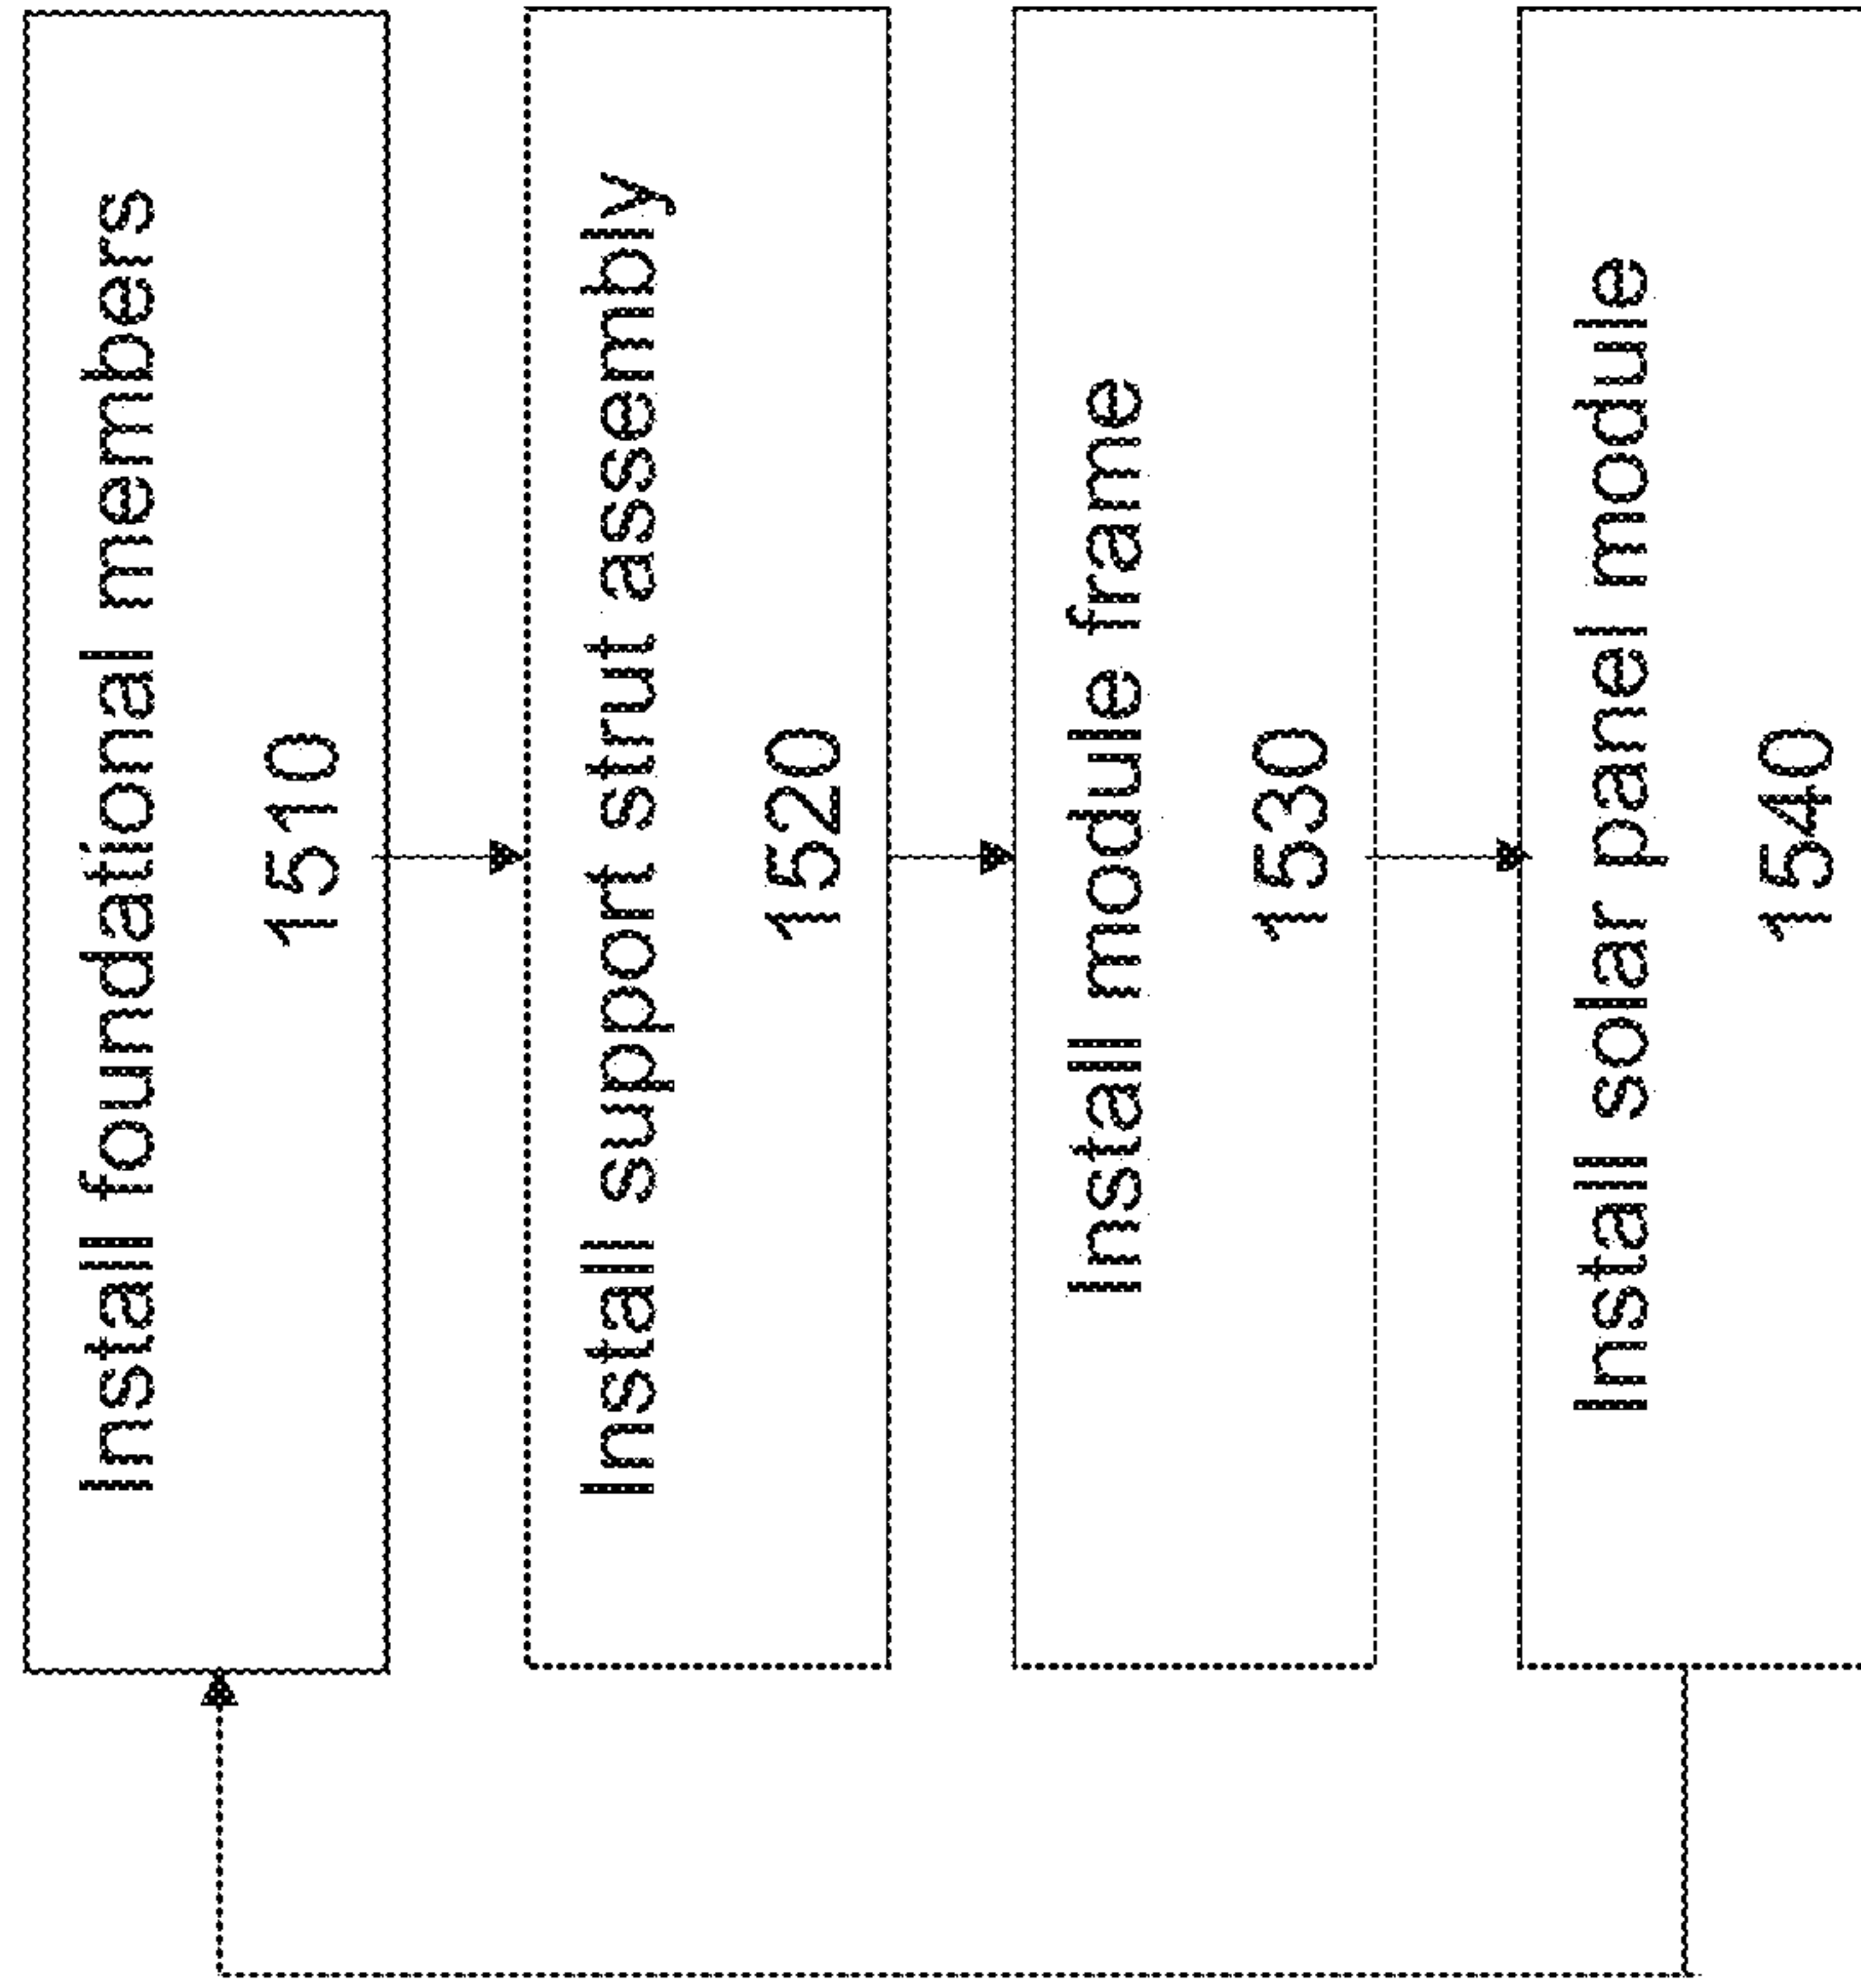 Install foundational members
1510
Install support strut assembly
1520
Install module frame
1530
Install solar panel module
1540